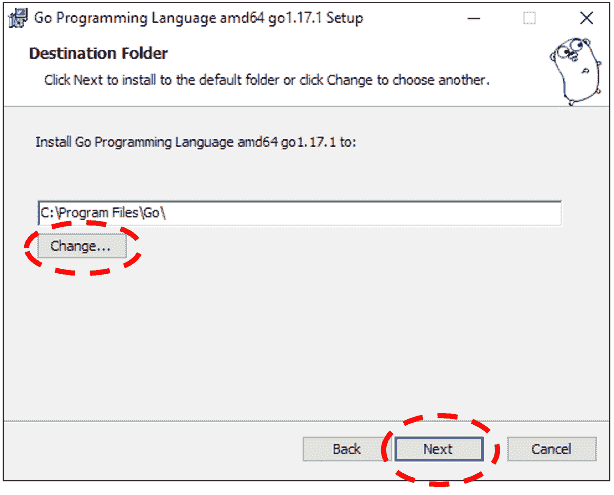 Go Programming Language amd64 go1.17.1 Setup
Destination Folder
Click Next to install to the default folder or click Change to choose another.
Install Go Programming Language amd64 go1.17.1 to:
C:\Program Files\Go\
Change...
Back
Next
Cancel